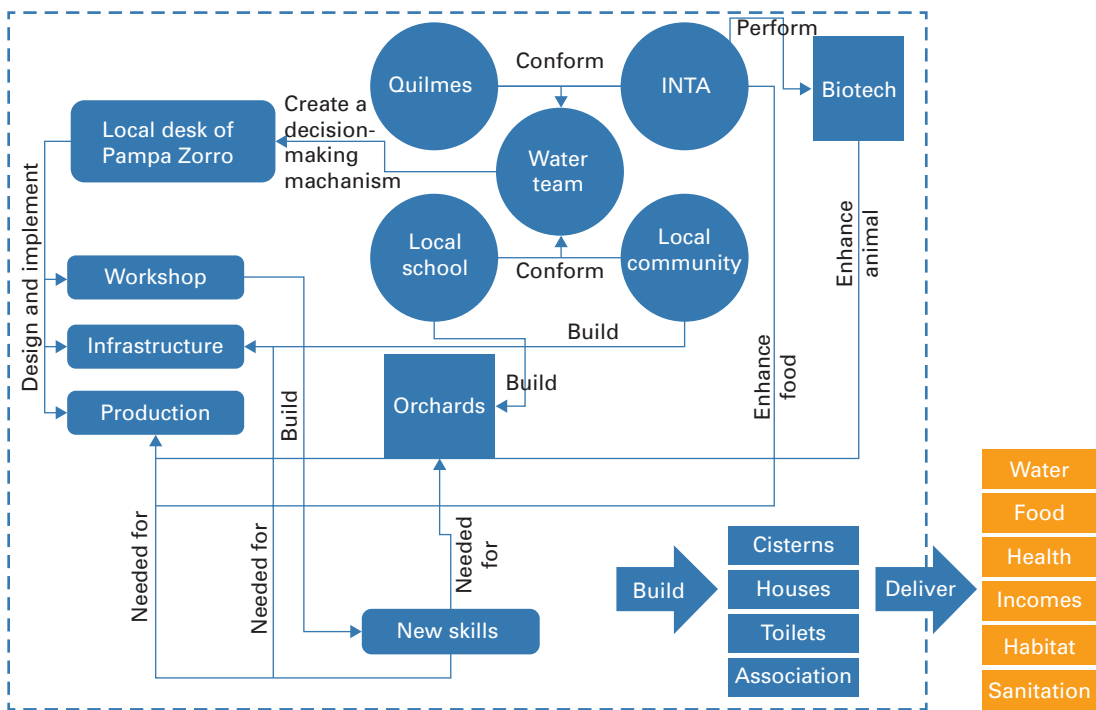 Perform
Quilmes
Conform
INTA
Biotech
Local desk of
Pampa Zorro
Create a
decision-
making
machanism
Water
team
Design and implement
Enhance
animal
Local
school
Conform
Local
community
Workshop
Infrastructure
Build
Production
Build
Orchards
Build
Enhance
food
Needed for
Needed for
Needed
for
New skills
Build
Cisterns
Houses
Toilets
Association
Deliver
Water
Food
Health
Incomes
Habitat
Sanitation